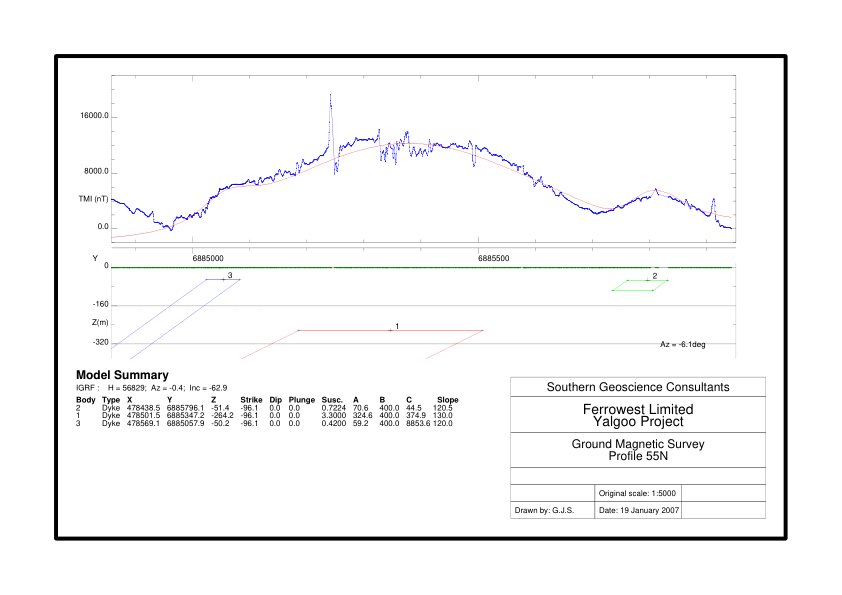 16000.0
8000.0
TMI (nT)
0.0
Y 6885000 6885500
0
3 2
-160
Z(m) 1
-320 Az = -6.1deg
Model Summary
IGRF : H = 56829; Az = -0.4; Inc = -62.9
Body Type X Y Z Strike Dip Plunge Susc. A B C Slope
2 Dyke 478438.5 6885796.1 -51.4 -96.1 0.0 0.0 0.7224 70.6 400.0 44.5 120.5
1 Dyke 478501.5 6885347.2 -264.2 -96.1 0.0 0.0 3.3000 324.6 400.0 374.9 130.0
3 Dyke 478569.1 6885057.9 -50.2 -96.1 0.0 0.0 0.4200 59.2 400.0 8853.6 120.0
Southern Geoscience Consultants
Ferrowest Limited
Yalgoo Project
Ground Magnetic Survey
Profile 55N
Original scale: 1:5000
Drawn by: G.J.S. Date: 19 January 2007